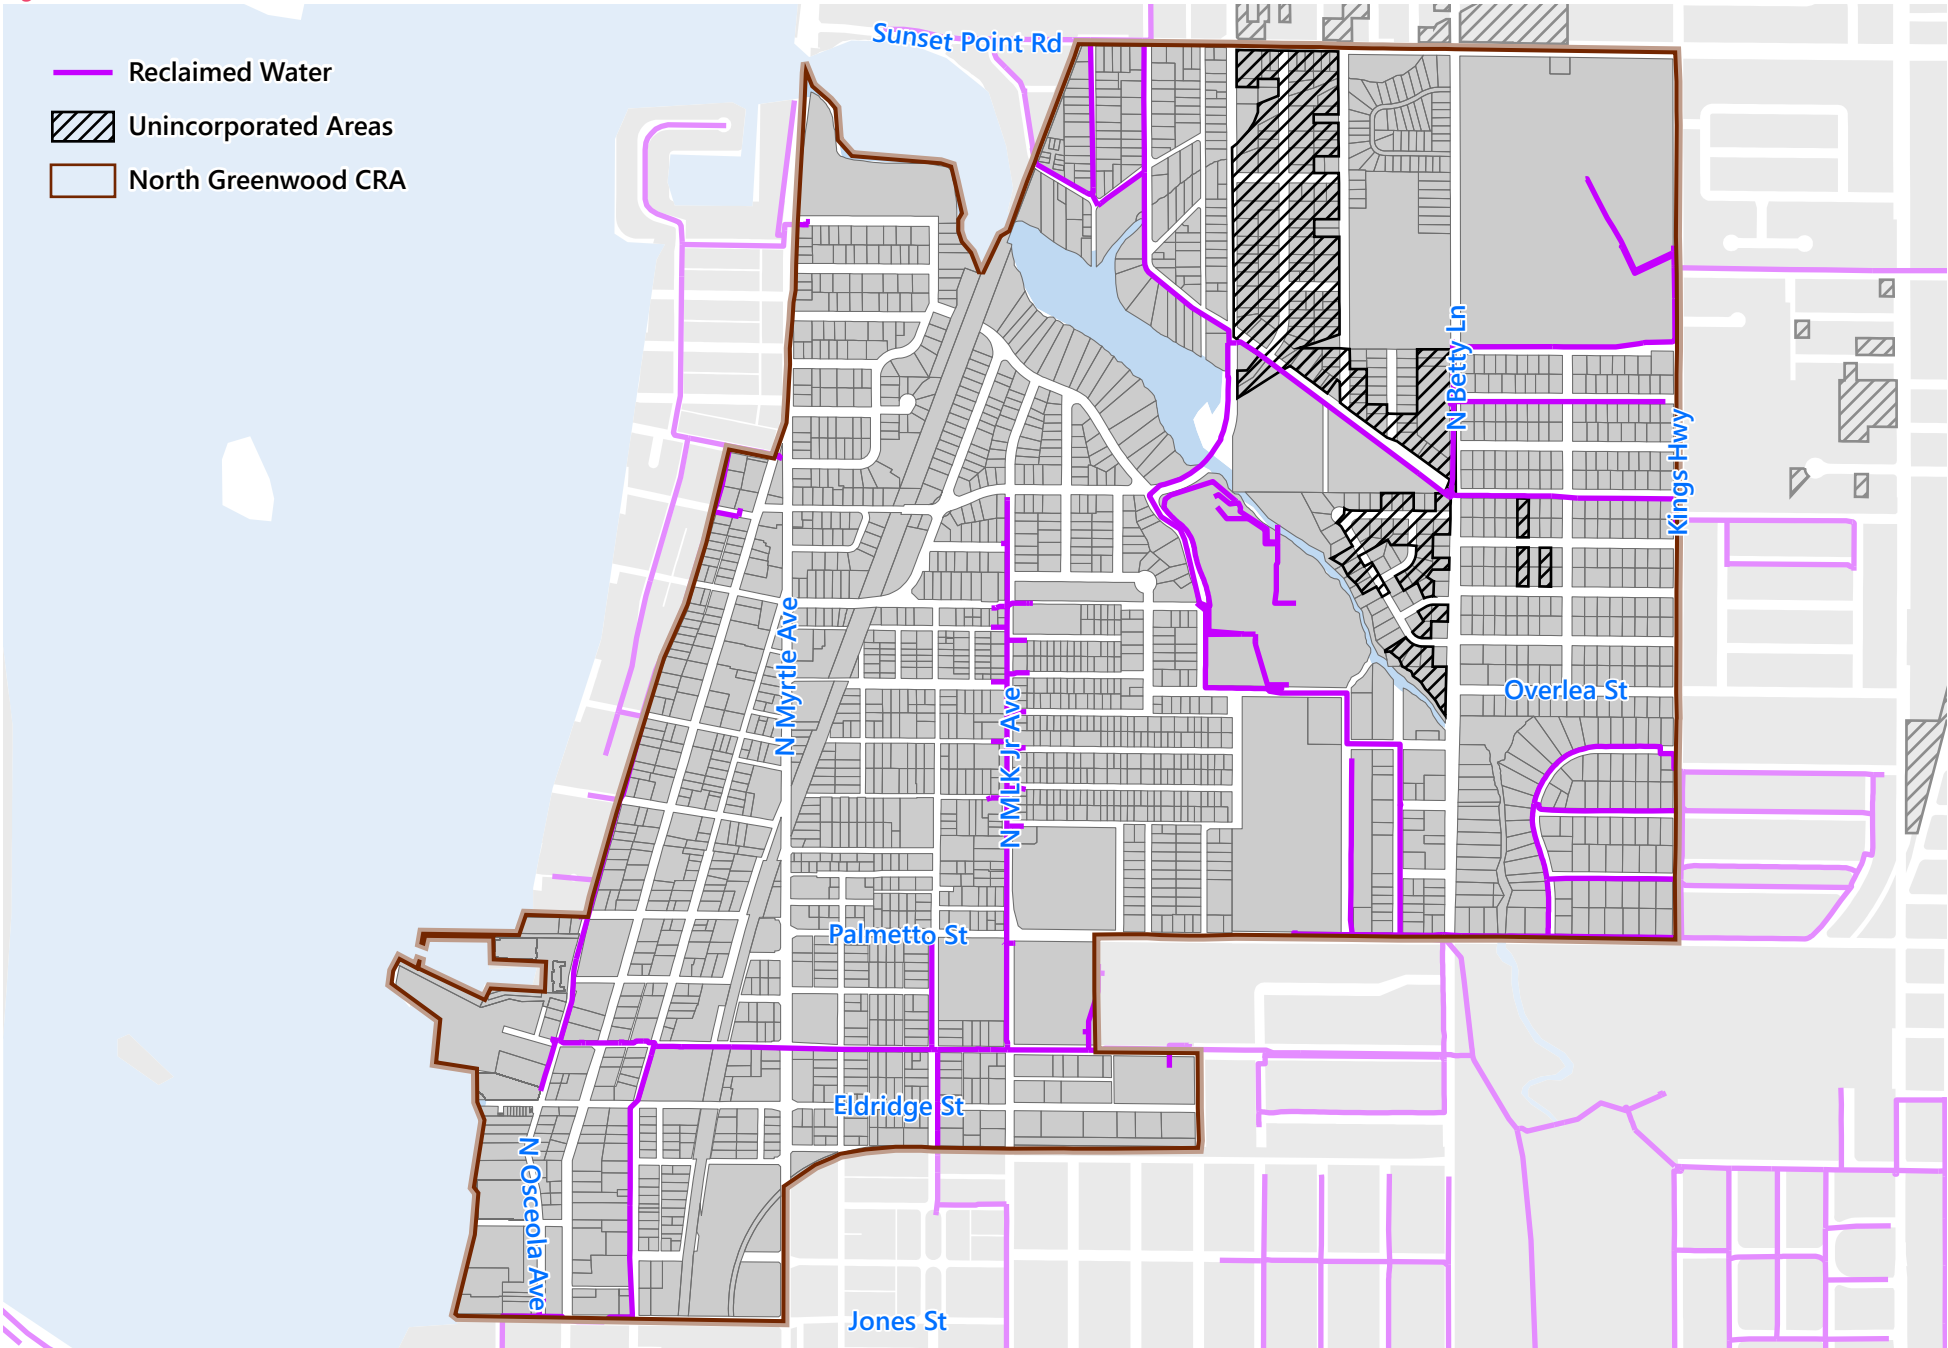 Sunset Point Rd
Reclaimed Water
Unincorporated Areas
North Greenwood CRA
N Betty Ln
Kings Hwy
N Myrtle Ave
N MLK Jr Ave
Overlea St
Palmetto St
Eldridge St
N Osceola Ave
Jones St